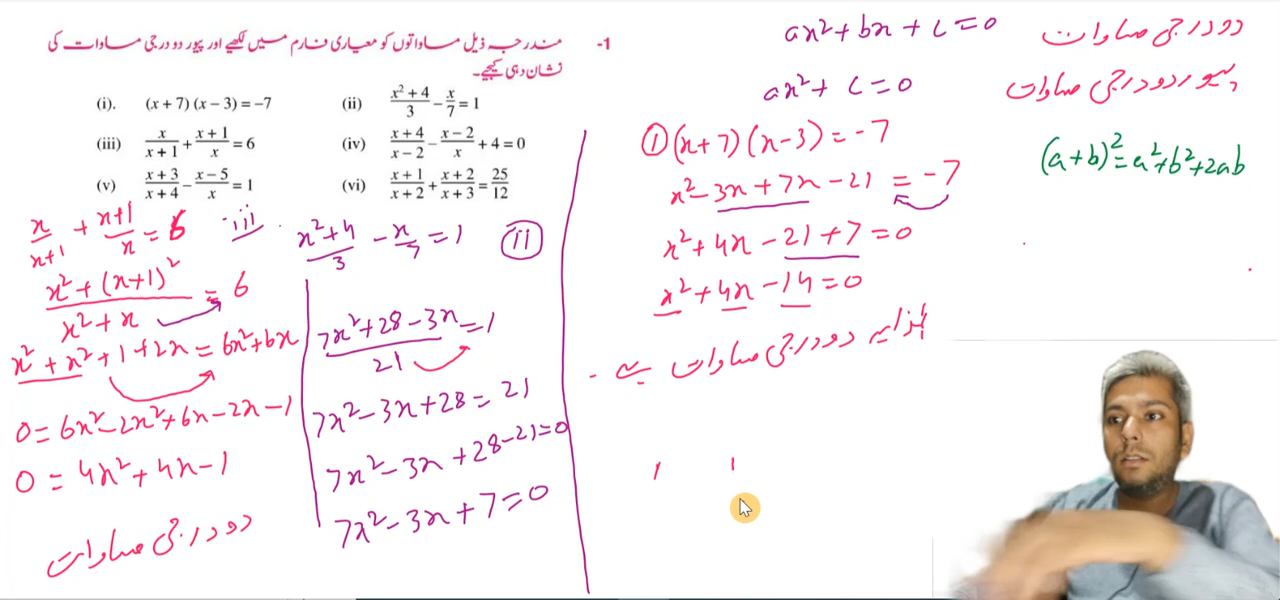 -1 مندرجہ ذیل مساواتوں کو معیاری فارم میں لکھیے اور پیور دو درجی مساوات کی
نشان دہی کیجیے۔
(i). (x + 7) (x – 3) = –7
(ii) (x² + 4)/3 – x/7 = 1
(iii) x/(x + 1) + (x + 1)/x = 6
(iv) (x + 4)/(x – 2) – (x – 2)/x + 4 = 0
(v) (x + 3)/(x + 4) – (x – 5)/x = 1
(vi) (x + 1)/(x + 2) + (x + 2)/(x + 3) = 25/12
ax² + bx + c = 0 دو درجی مساوات
ax² + c = 0 پیور دو درجی مساوات
(a+b)² = a² + b² + 2ab
① (x+7)(x-3) = -7
x² - 3x + 7x - 21 = -7
x² + 4x - 21 + 7 = 0
x² + 4x - 14 = 0
لہٰذا یہ دو درجی مساوات ہے -
(ii) (x²+4)/3 - x/7 = 1
(7x² + 28 - 3x)/21 = 1
7x² - 3x + 28 = 21
7x² - 3x + 28 - 21 = 0
7x² - 3x + 7 = 0
iii x/(x+1) + (x+1)/x = 6
(x² + (x+1)²)/(x² + x) = 6
x² + x² + 1 + 2x = 6x² + 6x
0 = 6x² - 2x² + 6x - 2x - 1
0 = 4x² + 4x - 1
دو درجی مساوات